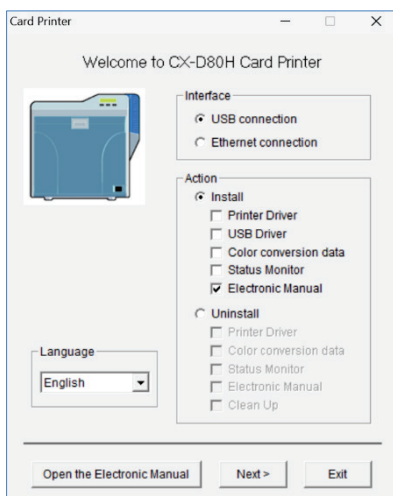 Card Printer
Welcome to CX-D80H Card Printer
Interface
USB connection
Ethernet connection
Action
Install
Printer Driver
USB Driver
Color conversion data
Status Monitor
Electronic Manual
Uninstall
Printer Driver
Color conversion data
Status Monitor
Electronic Manual
Clean Up
Language
English
Open the Electronic Manual
Next >
Exit